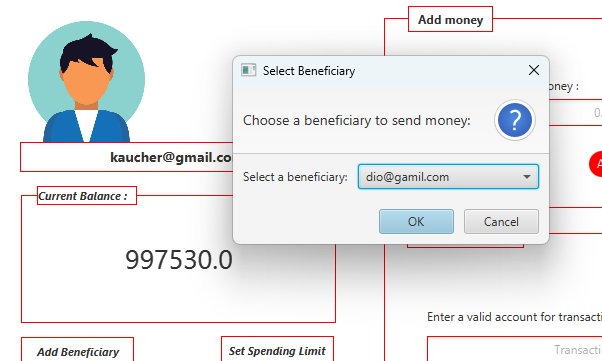 Add money
Select Beneficiary
oney :
Choose a beneficiary to send money:
?
kaucher@gmail.co
Select a beneficiary: dio@gamil.com
Current Balance :
OK Cancel
997530.0
Enter a valid account for transacti
Add Beneficiary Set Spending Limit
Transacti